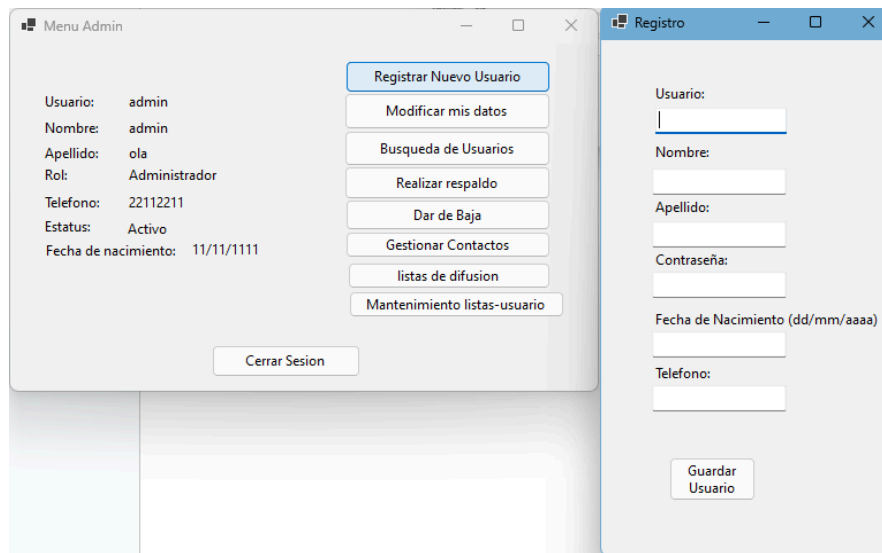 Menu Admin
Usuario: admin
Nombre: admin
Apellido: ola
Rol: Administrador
Telefono: 22112211
Estatus: Activo
Fecha de nacimiento: 11/11/1111
Registrar Nuevo Usuario
Modificar mis datos
Busqueda de Usuarios
Realizar respaldo
Dar de Baja
Gestionar Contactos
listas de difusion
Mantenimiento listas-usuario
Cerrar Sesion
Registro
Usuario:
Nombre:
Apellido:
Contraseña:
Fecha de Nacimiento (dd/mm/aaaa)
Telefono:
Guardar
Usuario